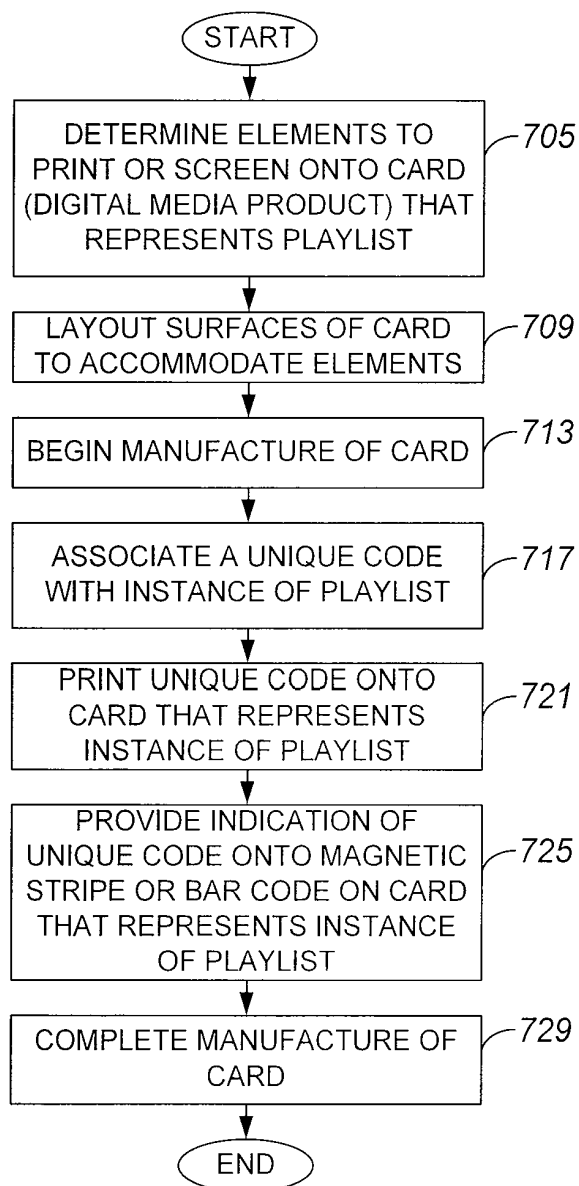 START
DETERMINE ELEMENTS TO
PRINT OR SCREEN ONTO CARD
(DIGITAL MEDIA PRODUCT) THAT
REPRESENTS PLAYLIST
705
LAYOUT SURFACES OF CARD
TO ACCOMMODATE ELEMENTS
709
BEGIN MANUFACTURE OF CARD
713
ASSOCIATE A UNIQUE CODE
WITH INSTANCE OF PLAYLIST
717
PRINT UNIQUE CODE ONTO
CARD THAT REPRESENTS
INSTANCE OF PLAYLIST
721
PROVIDE INDICATION OF
UNIQUE CODE ONTO MAGNETIC
STRIPE OR BAR CODE ON CARD
THAT REPRESENTS INSTANCE
OF PLAYLIST
725
COMPLETE MANUFACTURE OF
CARD
729
END